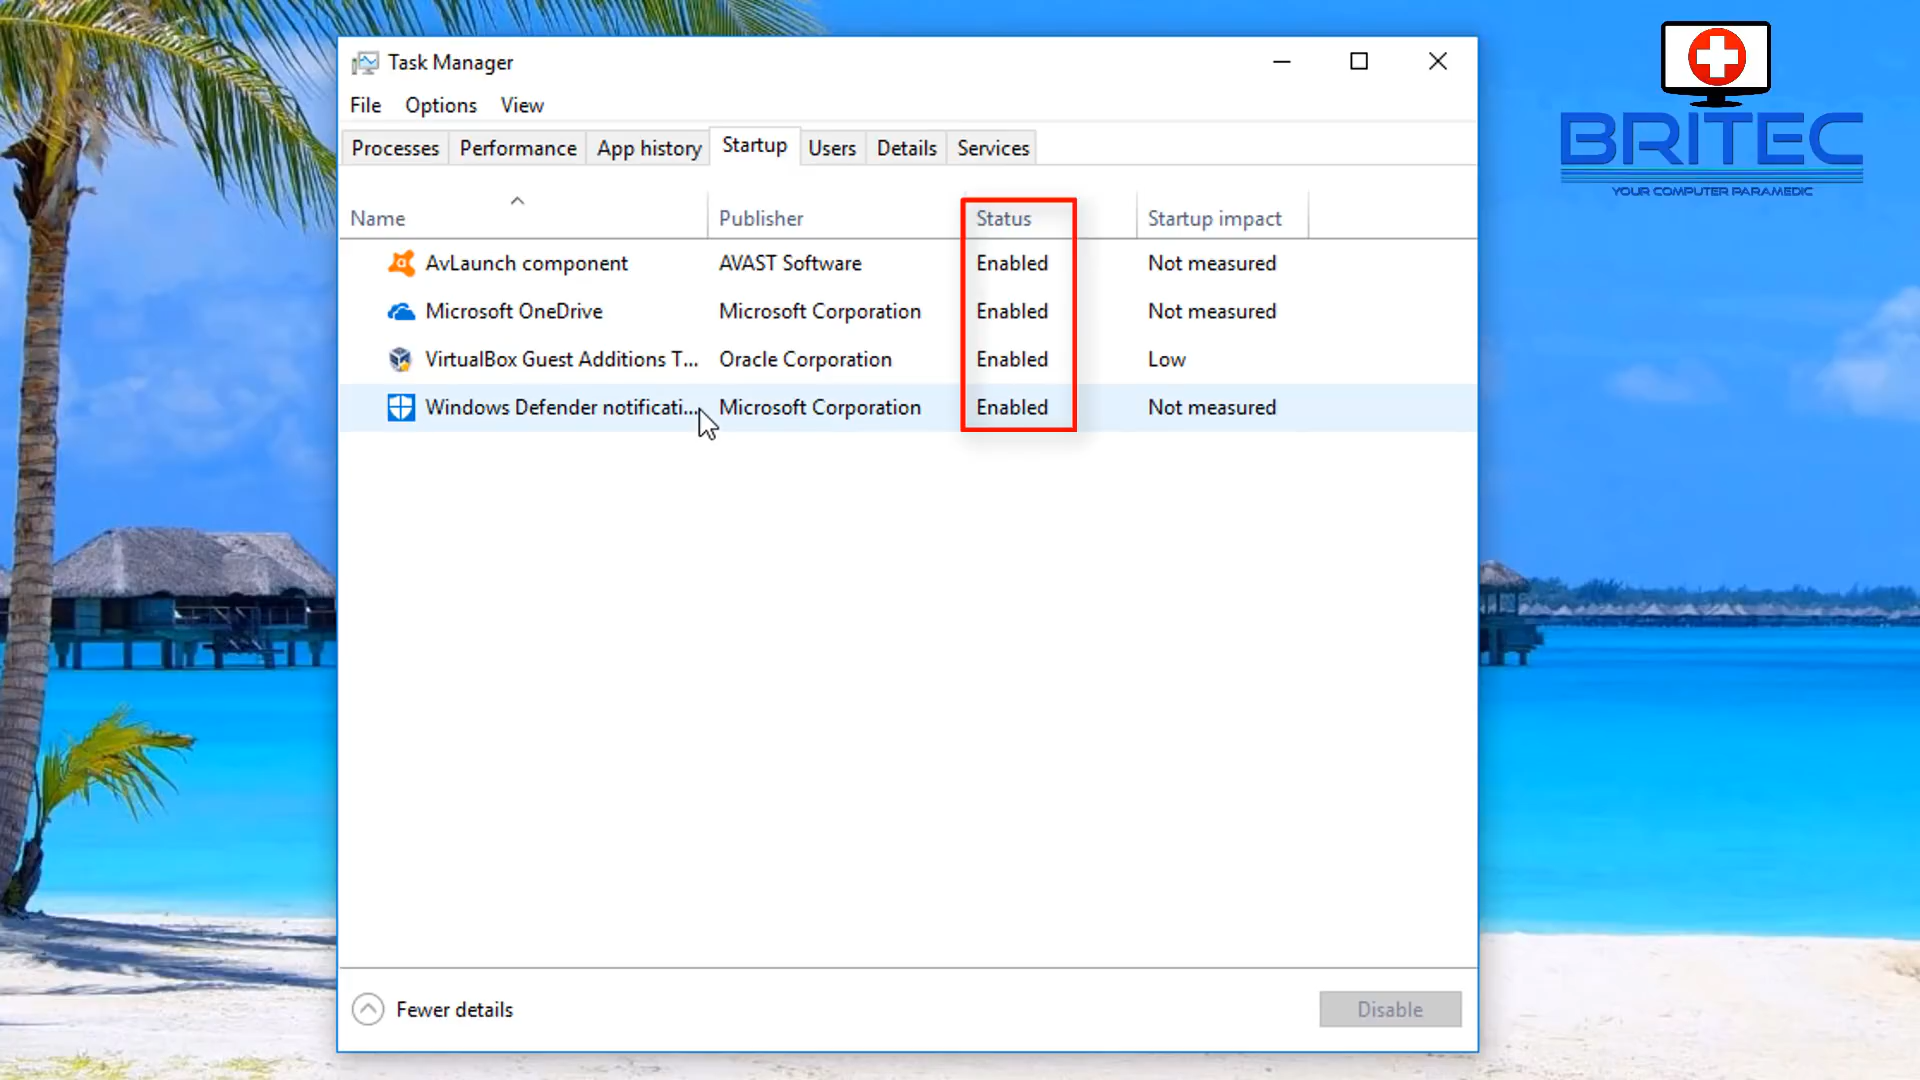 Task Manager
File Options View
Processes Performance App history Startup Users Details Services
Name Publisher Status Startup impact
AvLaunch component AVAST Software Enabled Not measured
Microsoft OneDrive Microsoft Corporation Enabled Not measured
VirtualBox Guest Additions T... Oracle Corporation Enabled Low
Windows Defender notificati... Microsoft Corporation Enabled Not measured
Fewer details Disable
BRITEC
YOUR COMPUTER PARAMEDIC